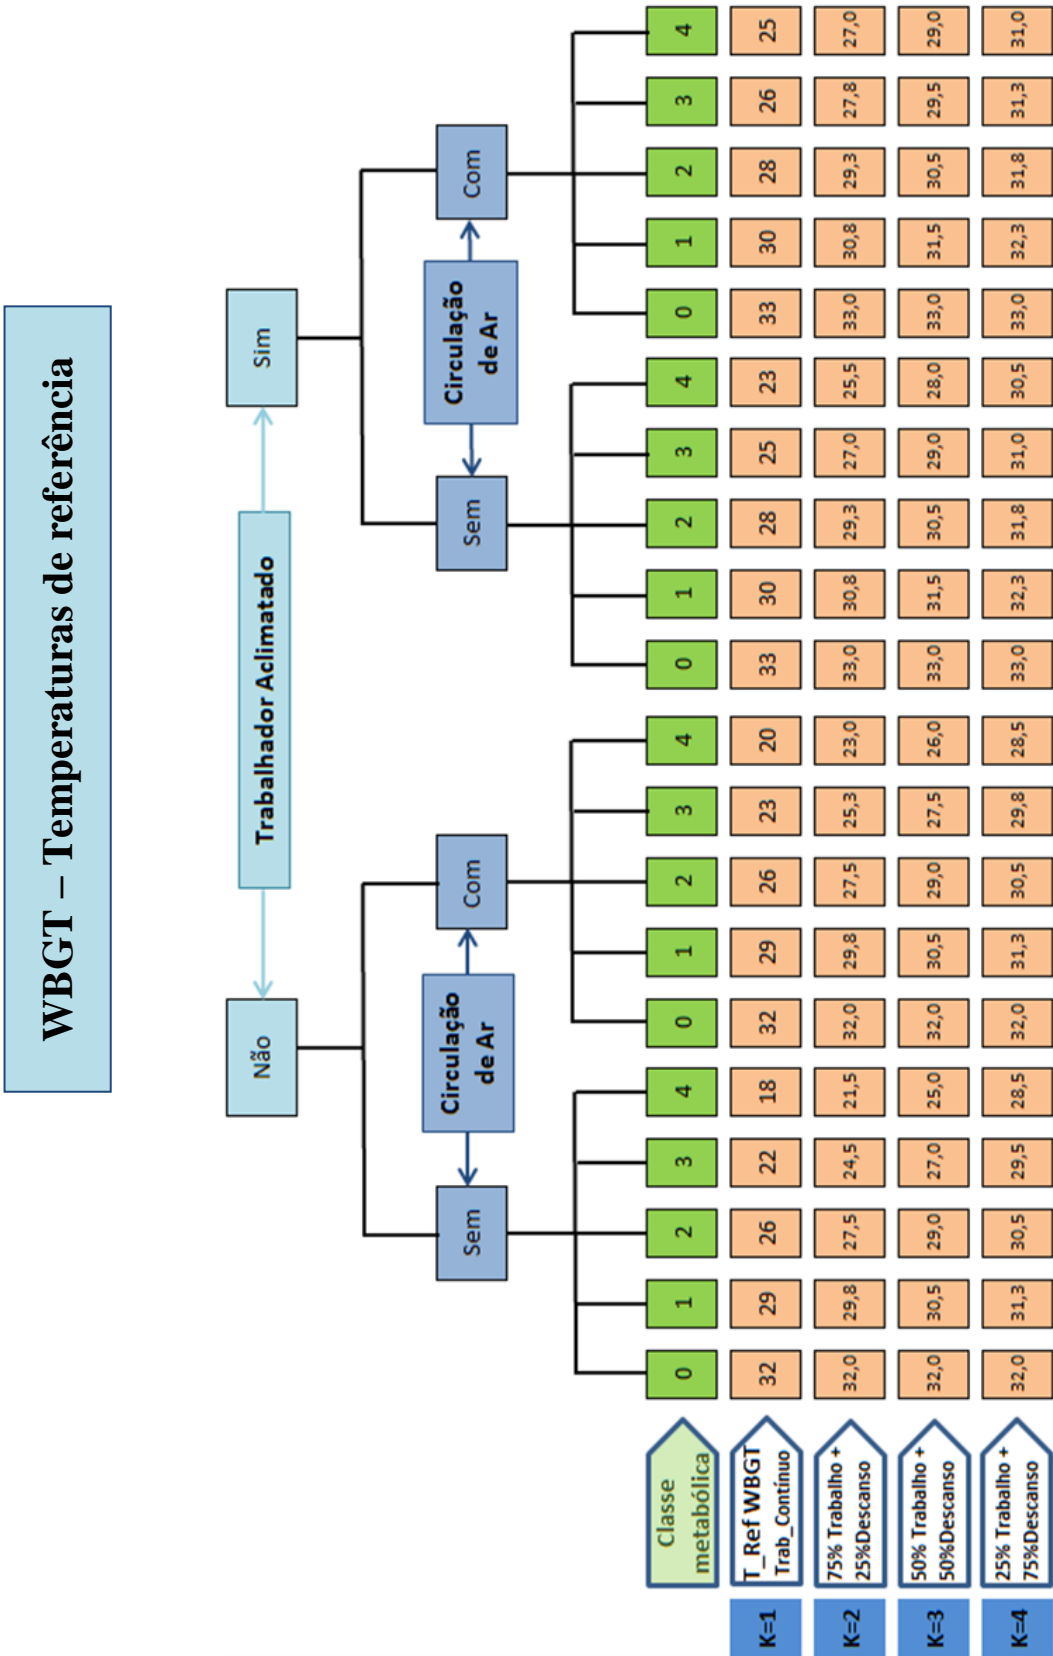 WBGT – Temperaturas de referência
Não
Trabalhador Aclimatado
Sim
Sem
Circulação
de Ar
Com
Sem
Circulação
de Ar
Com
Classe
metabólica
0 1 2 3 4 0 1 2 3 4 0 1 2 3 4 0 1 2 3 4
K=1
T_Ref WBGT
Trab_Contínuo
32 29 26 22 18 32 29 26 23 20 33 30 28 25 23 33 30 28 26 25
K=2
75% Trabalho +
25%Descanso
32,0 29,8 27,5 24,5 21,5 32,0 29,8 27,5 25,3 23,0 33,0 30,8 29,3 27,0 25,5 33,0 30,8 29,3 27,8 27,0
K=3
50% Trabalho +
50%Descanso
32,0 30,5 29,0 27,0 25,0 32,0 30,5 29,0 27,5 26,0 33,0 31,5 30,5 29,0 28,0 33,0 31,5 30,5 29,5 29,0
K=4
25% Trabalho +
75%Descanso
32,0 31,3 30,5 29,5 28,5 32,0 31,3 30,5 29,8 28,5 33,0 32,3 31,8 31,0 30,5 33,0 32,3 31,8 31,3 31,0